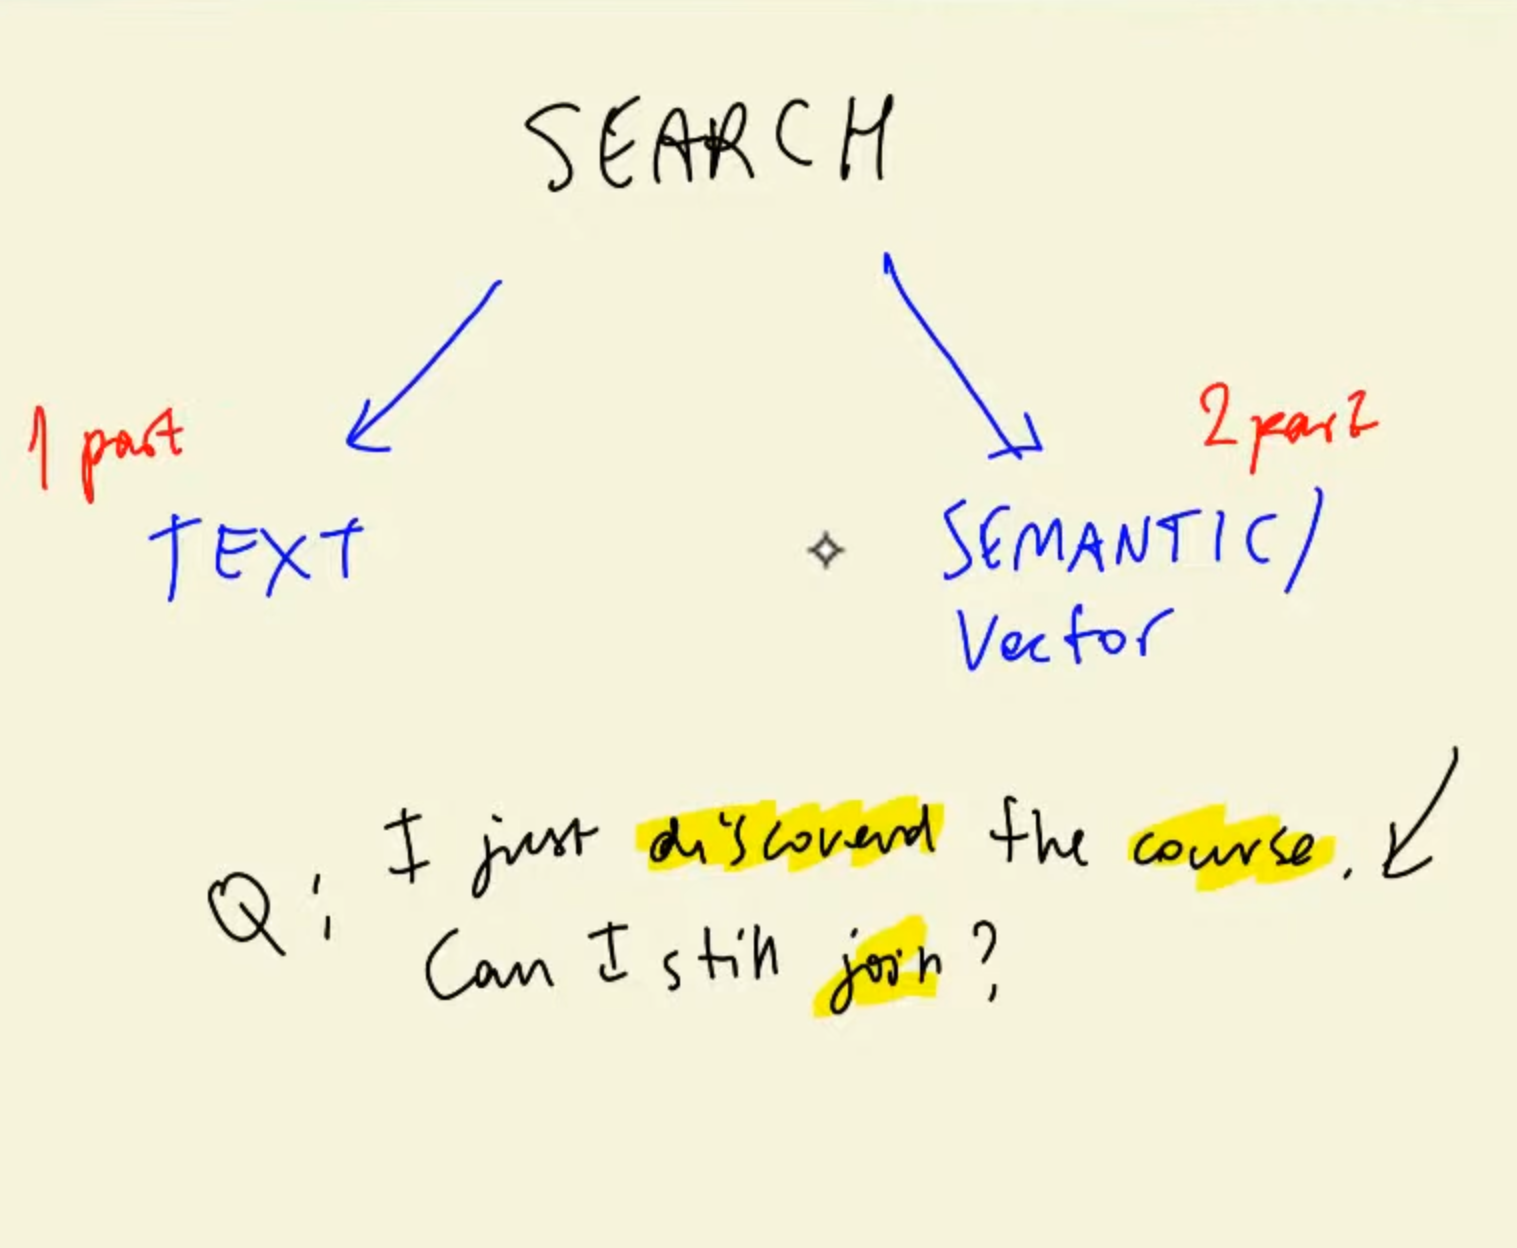 SEARCH
1 part
2 part
TEXT
SEMANTIC/
Vector
I just discoverd the course.
Q:
Can I still join?